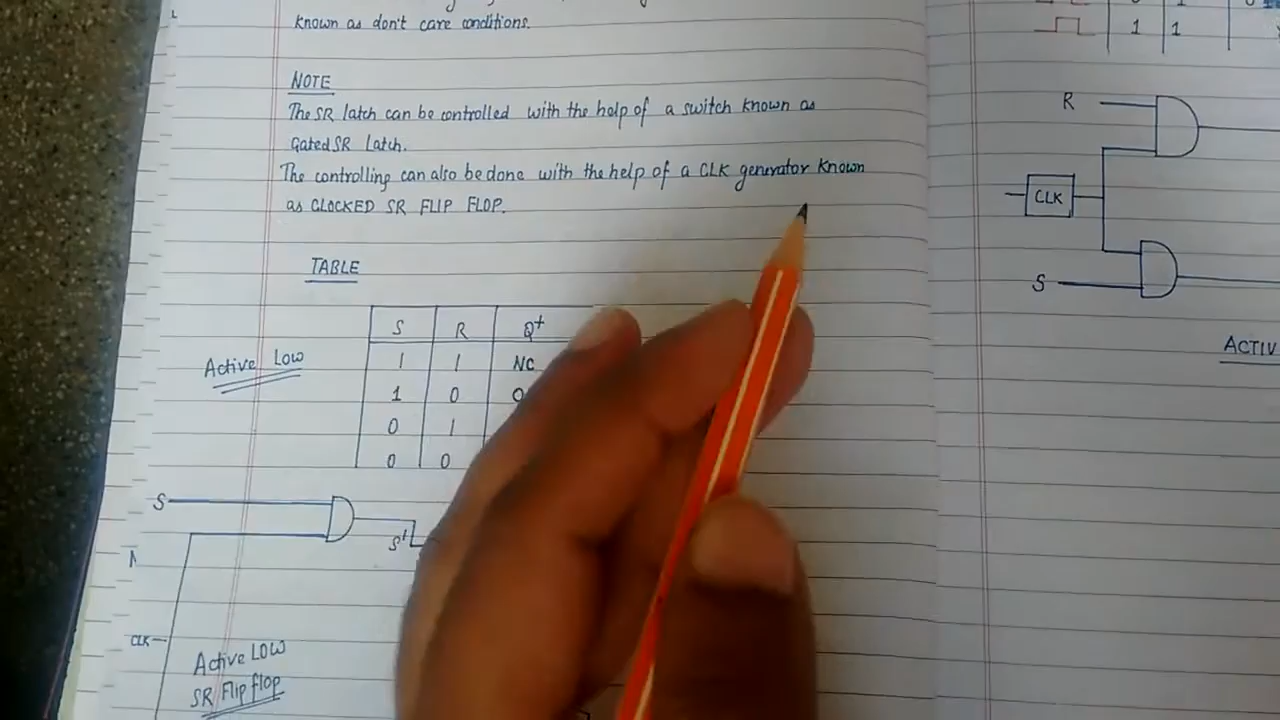 known as don't care conditions.
NOTE
The SR latch can be controlled with the help of a switch known as
Gated SR Latch.
The controlling can also be done with the help of a CLK generator known
as CLOCKED SR FLIP FLOP.
TABLE
Active Low
S R Q+
1 1 NC
1 0 0
0 1
0 0
S
S'
CLK
Active LOW
SR Flip flop
1 1
R
CLK
S
ACTIV